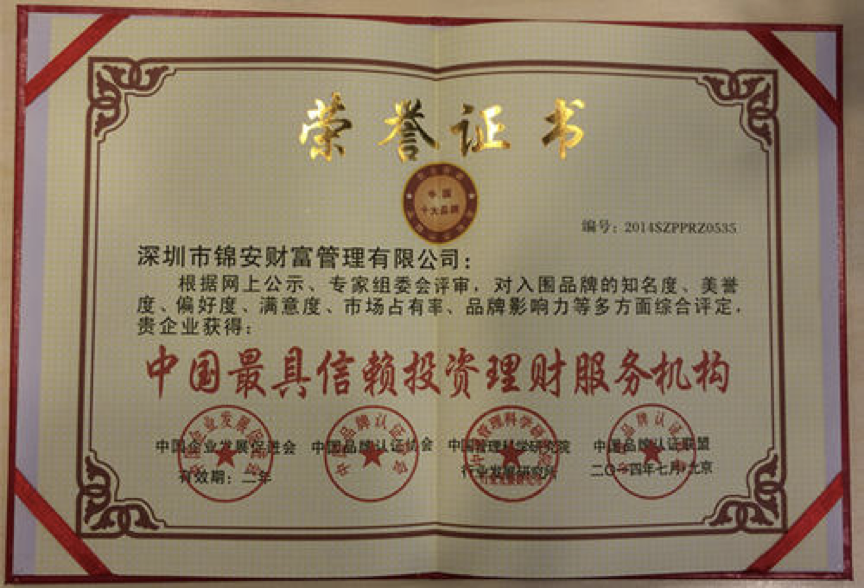 荣誉证书
中国
十大品牌
编号：2014SZPPRZ0535
深圳市锦安财富管理有限公司：
根据网上公示、专家组委会评审，对入围品牌的知名度、美誉
度、偏好度、满意度、市场占有率、品牌影响力等多方面综合评定，
贵企业获得：
中国最具信赖投资理财服务机构
中国企业发展促进会 中国品牌认证协会 中国管理科学研究院 中国品牌认证联盟
有效期：二年 行业发展研究所 二〇一四年七月·北京